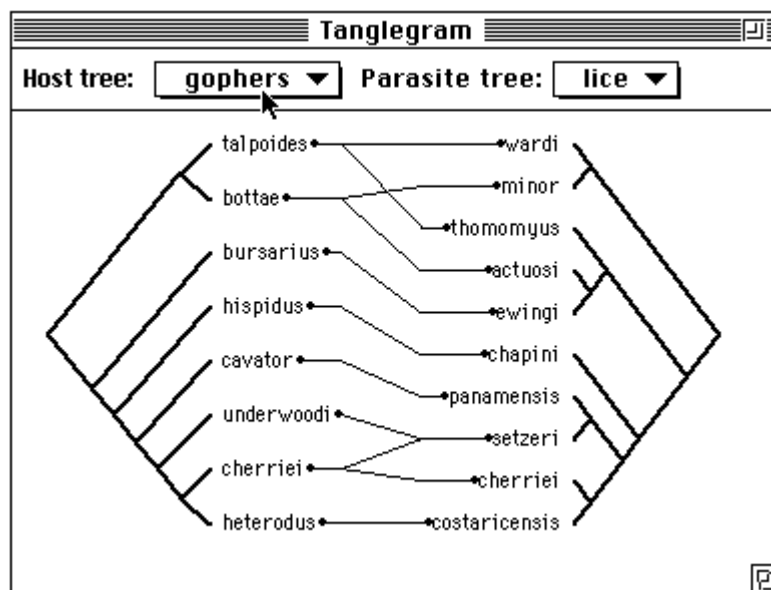 Tanglegram
Host tree: gophers Parasite tree: lice
talpoides wardi
bottae minor
thomomyus
bursarius actuosi
hispidus ewingi
cavator chapini
panamensis
underwoodi setzeri
cherriei cherriei
heterodus costaricensis